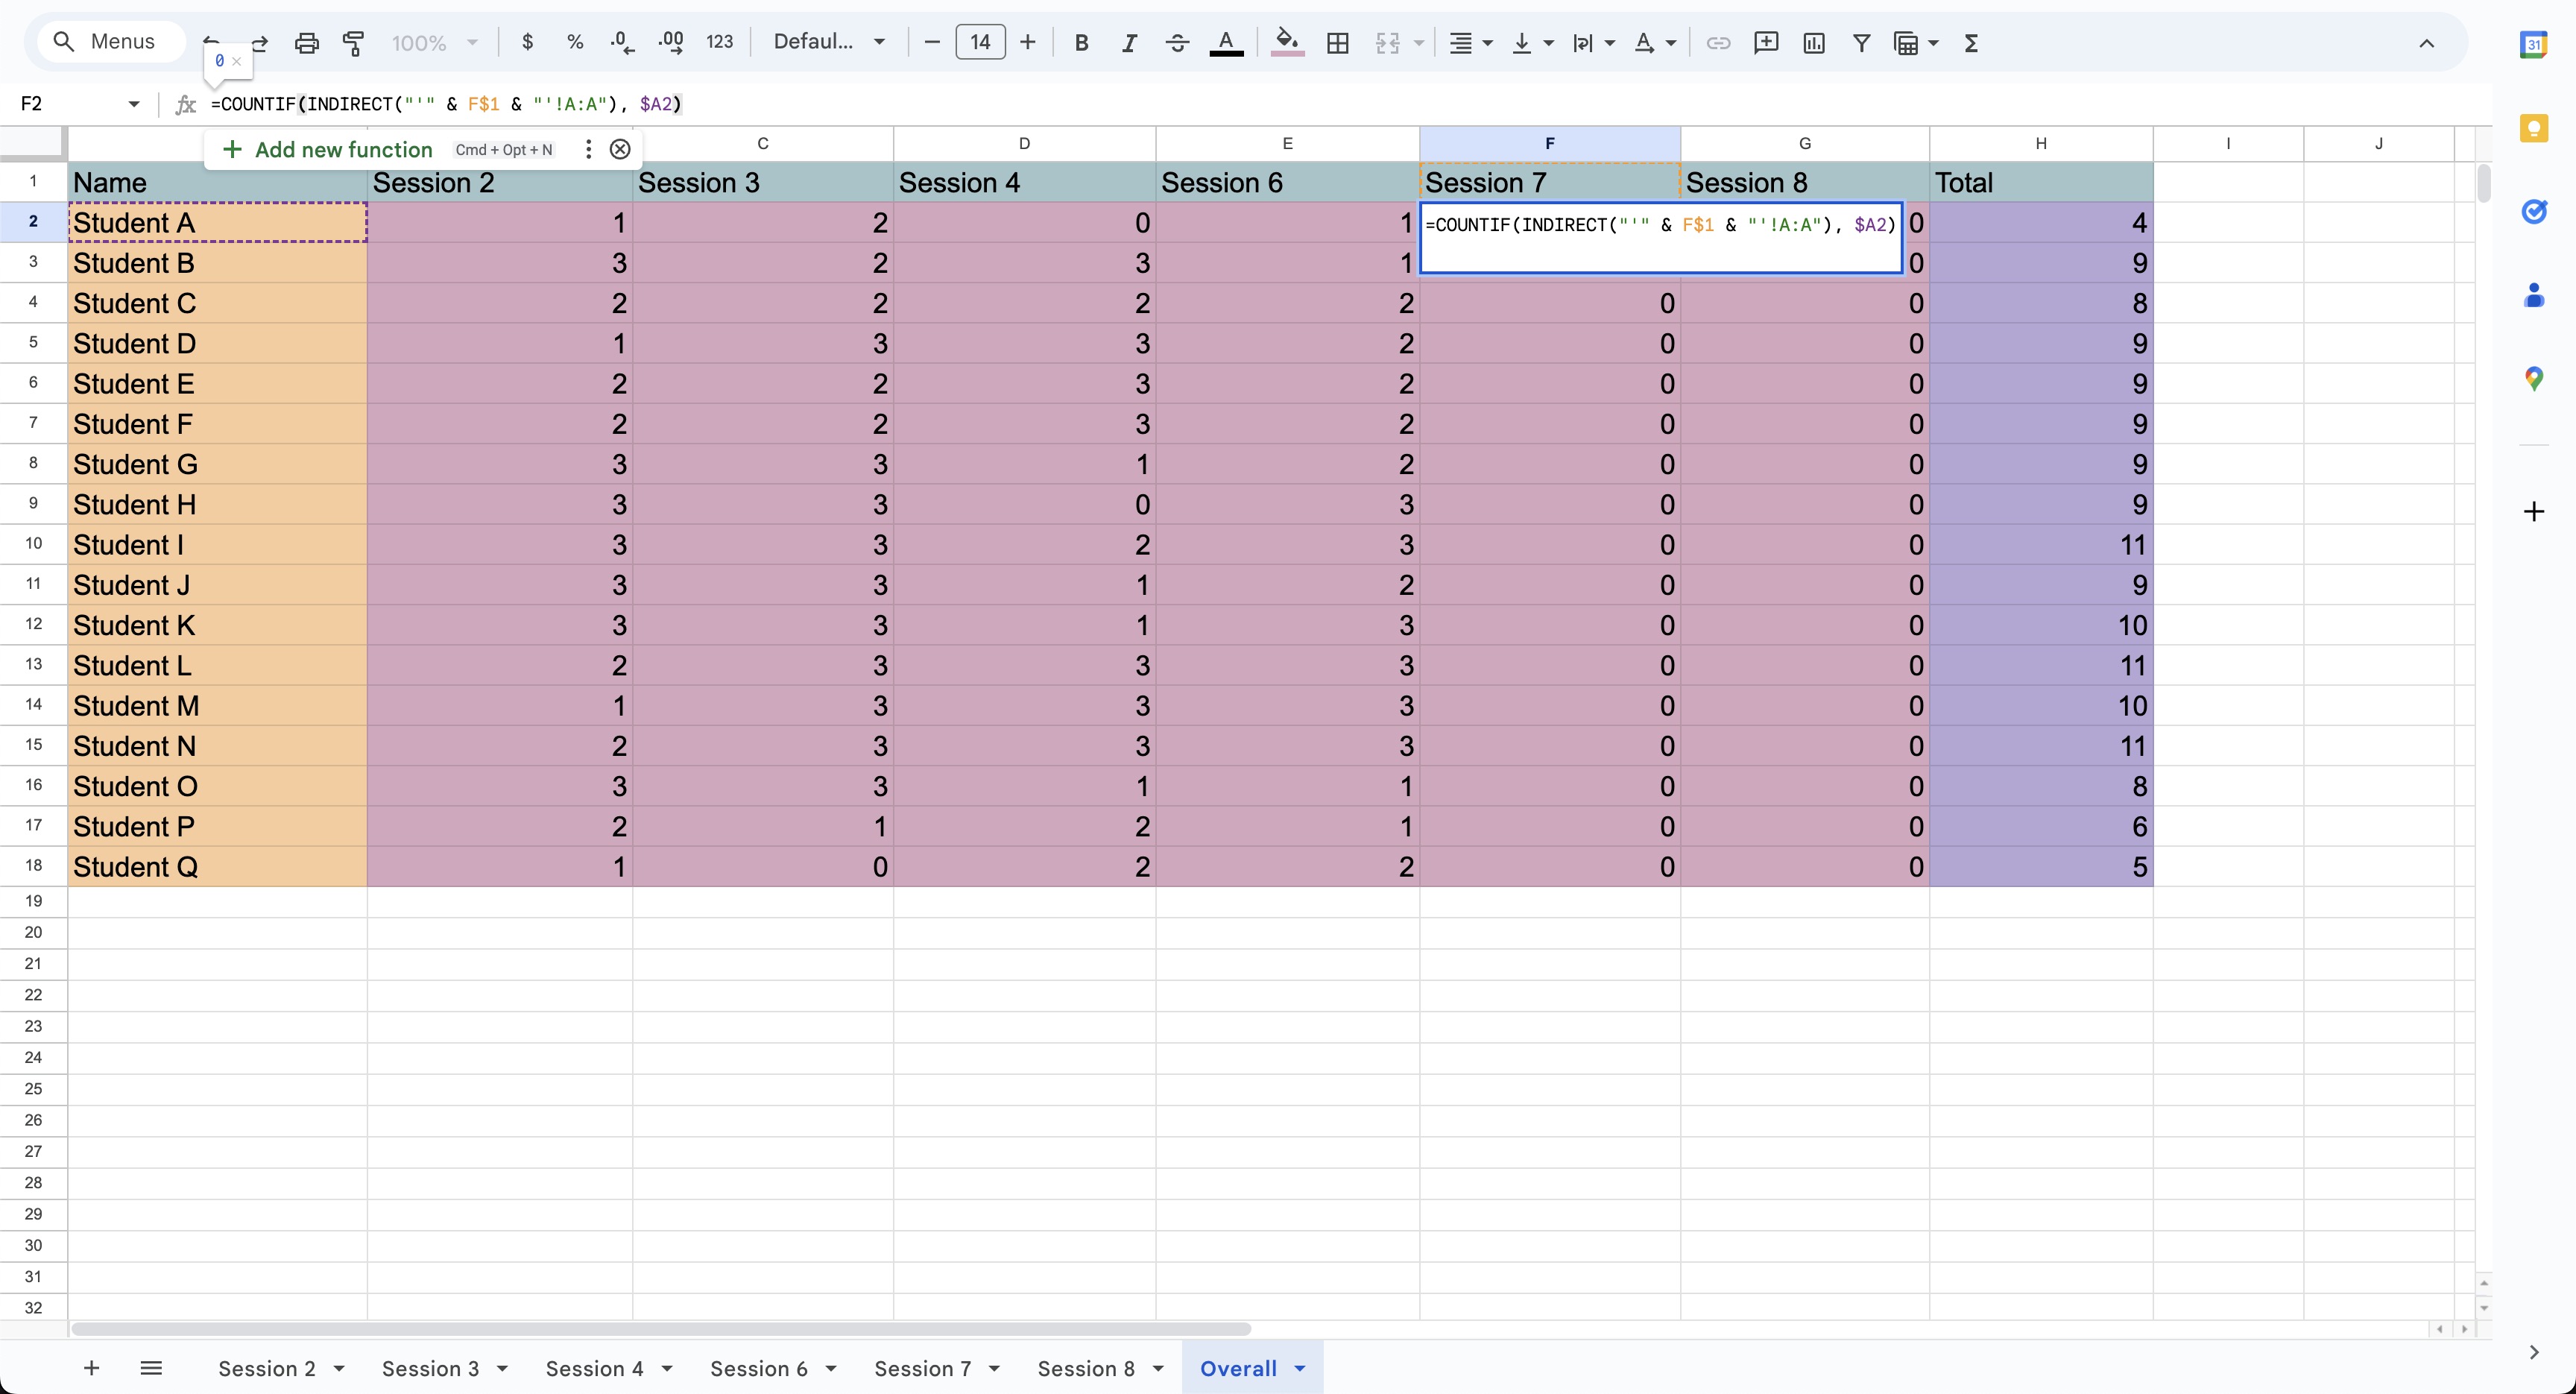 Menus 100% $ % .0 .00 123 Defaul... 14 B I A Σ
0 ×
F2 fx =COUNTIF(INDIRECT("'" & F$1 & "'!A:A"), $A2)
+ Add new function Cmd + Opt + N
C D E F G H I J
1 Name Session 2 Session 3 Session 4 Session 6 Session 7 Session 8 Total
2 Student A 1 2 0 1 =COUNTIF(INDIRECT("'" & F$1 & "'!A:A"), $A2) 0 4
3 Student B 3 2 3 1 0 9
4 Student C 2 2 2 2 0 0 8
5 Student D 1 3 3 2 0 0 9
6 Student E 2 2 3 2 0 0 9
7 Student F 2 2 3 2 0 0 9
8 Student G 3 3 1 2 0 0 9
9 Student H 3 3 0 3 0 0 9
10 Student I 3 3 2 3 0 0 11
11 Student J 3 3 1 2 0 0 9
12 Student K 3 3 1 3 0 0 10
13 Student L 2 3 3 3 0 0 11
14 Student M 1 3 3 3 0 0 10
15 Student N 2 3 3 3 0 0 11
16 Student O 3 3 1 1 0 0 8
17 Student P 2 1 2 1 0 0 6
18 Student Q 1 0 2 2 0 0 5
19
20
21
22
23
24
25
26
27
28
29
30
31
32
Session 2 Session 3 Session 4 Session 6 Session 7 Session 8 Overall
31